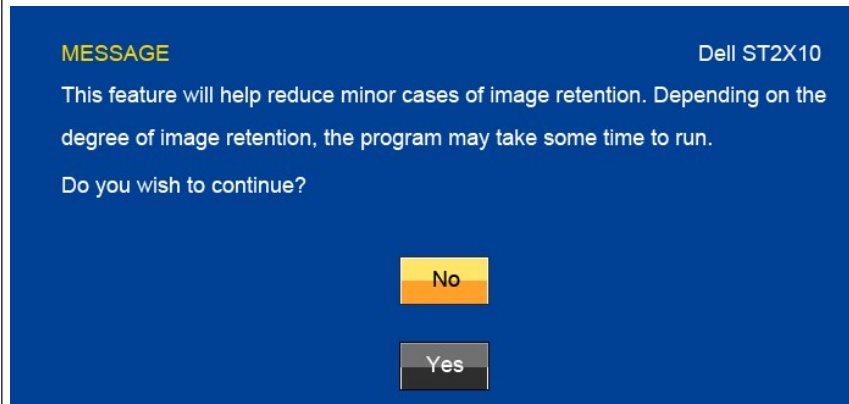 MESSAGE Dell ST2X10
This feature will help reduce minor cases of image retention. Depending on the
degree of image retention, the program may take some time to run.
Do you wish to continue?
No
Yes